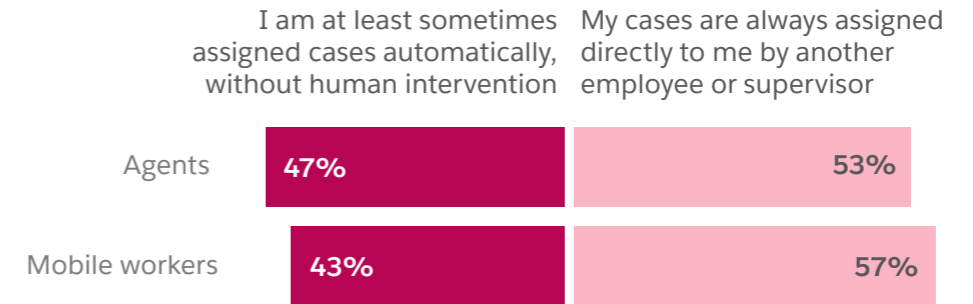 I am at least sometimes
assigned cases automatically,
without human intervention
My cases are always assigned
directly to me by another
employee or supervisor
Agents
47%
53%
Mobile workers
43%
57%